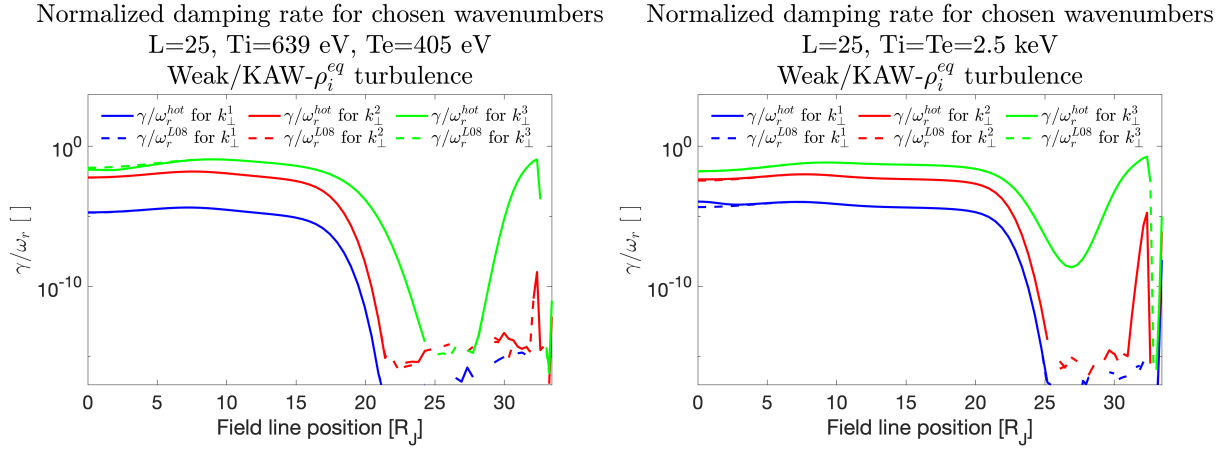 Normalized damping rate for chosen wavenumbers
L=25, Ti=639 eV, Te=405 eV
Weak/KAW-ρ_i^{eq} turbulence
γ/ω_r^{hot} for k_⊥^1 γ/ω_r^{hot} for k_⊥^2 γ/ω_r^{hot} for k_⊥^3
γ/ω_r^{L08} for k_⊥^1 γ/ω_r^{L08} for k_⊥^2 γ/ω_r^{L08} for k_⊥^3
10^0
10^{-10}
γ/ω_r [ ]
0 5 10 15 20 25 30
Field line position [R_J]
Normalized damping rate for chosen wavenumbers
L=25, Ti=Te=2.5 keV
Weak/KAW-ρ_i^{eq} turbulence
γ/ω_r^{hot} for k_⊥^1 γ/ω_r^{hot} for k_⊥^2 γ/ω_r^{hot} for k_⊥^3
γ/ω_r^{L08} for k_⊥^1 γ/ω_r^{L08} for k_⊥^2 γ/ω_r^{L08} for k_⊥^3
10^0
10^{-10}
γ/ω_r [ ]
0 5 10 15 20 25 30
Field line position [R_J]